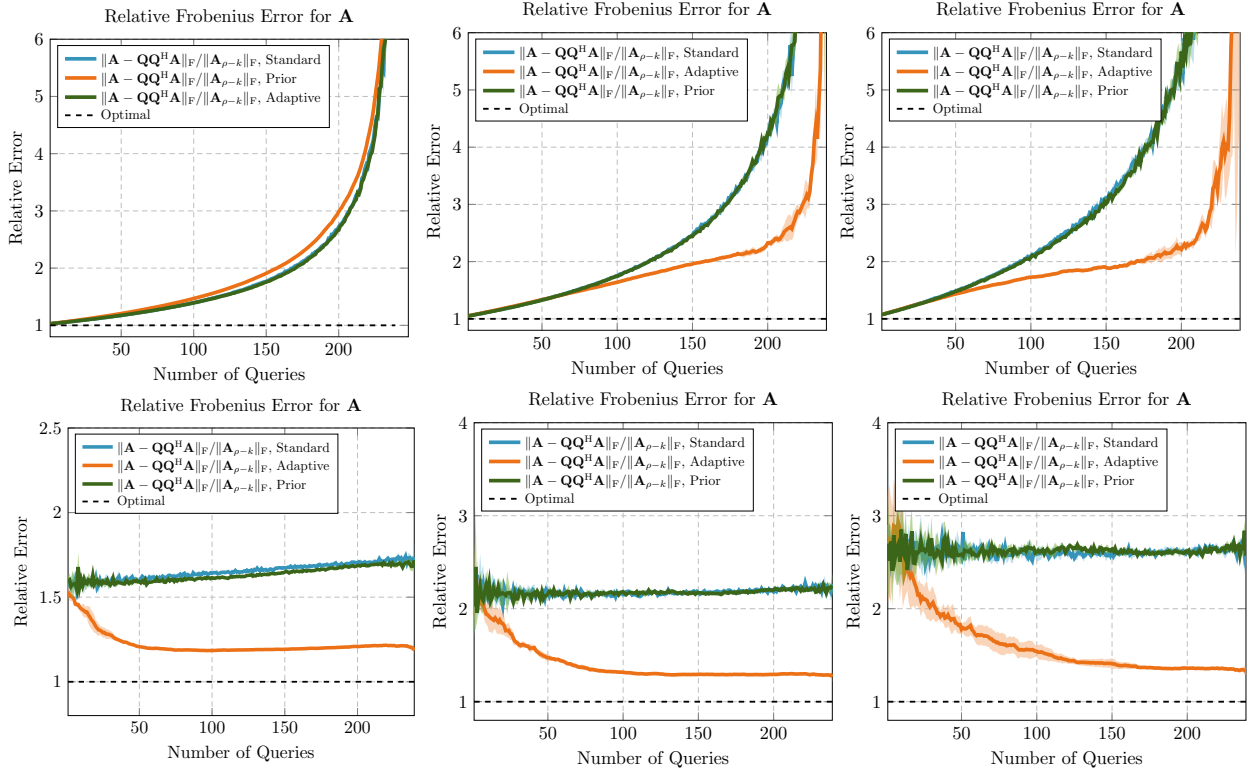 Relative Frobenius Error for A
6
5
4
3
2
1
Relative Error
‖A − QQᴴA‖F/‖Aρ−k‖F, Standard
‖A − QQᴴA‖F/‖Aρ−k‖F, Prior
‖A − QQᴴA‖F/‖Aρ−k‖F, Adaptive
Optimal
50 100 150 200
Number of Queries
Relative Frobenius Error for A
6
5
4
3
2
1
Relative Error
‖A − QQᴴA‖F/‖Aρ−k‖F, Standard
‖A − QQᴴA‖F/‖Aρ−k‖F, Adaptive
‖A − QQᴴA‖F/‖Aρ−k‖F, Prior
Optimal
50 100 150 200
Number of Queries
Relative Frobenius Error for A
6
5
4
3
2
1
Relative Error
‖A − QQᴴA‖F/‖Aρ−k‖F, Standard
‖A − QQᴴA‖F/‖Aρ−k‖F, Adaptive
‖A − QQᴴA‖F/‖Aρ−k‖F, Prior
Optimal
50 100 150 200
Number of Queries
Relative Frobenius Error for A
2.5
2
1.5
1
Relative Error
‖A − QQᴴA‖F/‖Aρ−k‖F, Standard
‖A − QQᴴA‖F/‖Aρ−k‖F, Adaptive
‖A − QQᴴA‖F/‖Aρ−k‖F, Prior
Optimal
50 100 150 200
Number of Queries
Relative Frobenius Error for A
4
3
2
1
Relative Error
‖A − QQᴴA‖F/‖Aρ−k‖F, Standard
‖A − QQᴴA‖F/‖Aρ−k‖F, Adaptive
‖A − QQᴴA‖F/‖Aρ−k‖F, Prior
Optimal
50 100 150 200
Number of Queries
Relative Frobenius Error for A
4
3
2
1
Relative Error
‖A − QQᴴA‖F/‖Aρ−k‖F, Standard
‖A − QQᴴA‖F/‖Aρ−k‖F, Adaptive
‖A − QQᴴA‖F/‖Aρ−k‖F, Prior
Optimal
50 100 150 200
Number of Queries